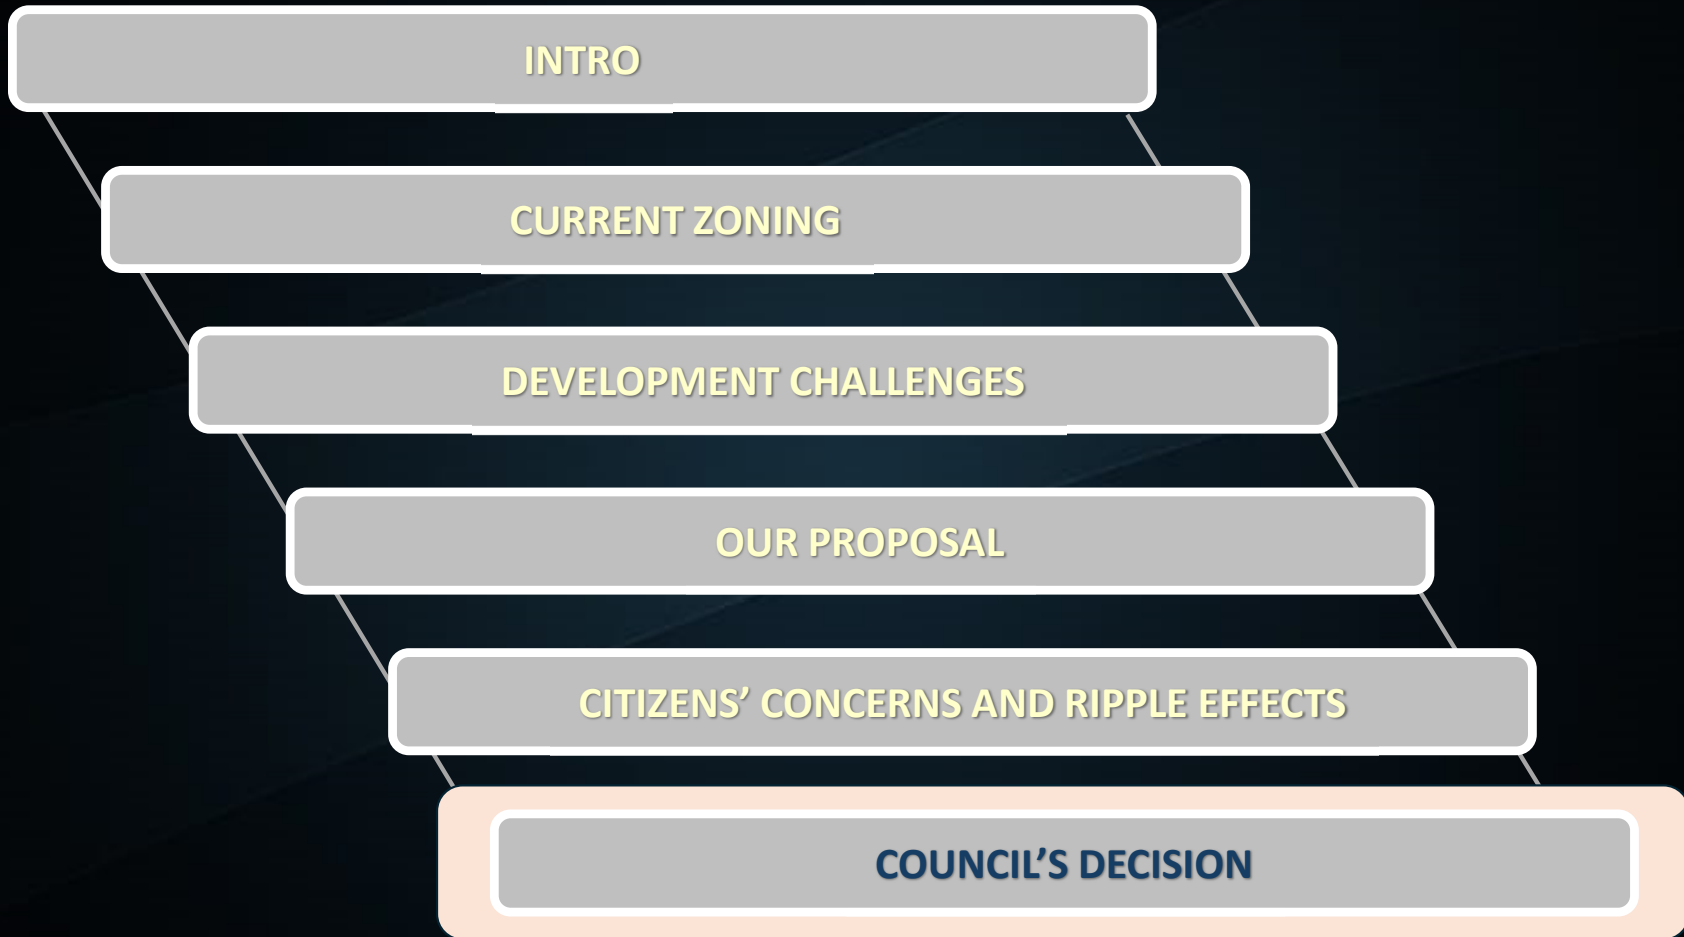 INTRO
CURRENT ZONING
DEVELOPMENT CHALLENGES
OUR PROPOSAL
CITIZENS’ CONCERNS AND RIPPLE EFFECTS
COUNCIL’S DECISION